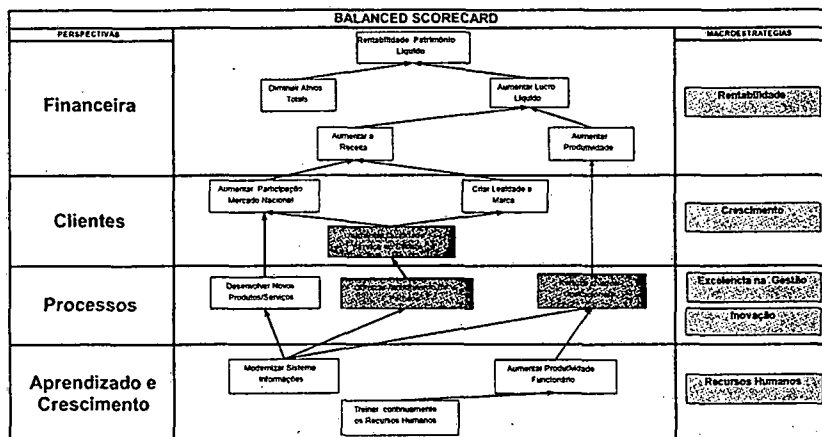 BALANCED SCORECARD
PERSPECTIVAS
MACROESTRATEGIAS
Financeira
Rentabilidade Patrimônio
Líquido
Diminuir Ativos
Totais
Aumentar Lucro
Líquido
Aumentar a
Receita
Aumentar
Produtividade
Rentabilidade
Clientes
Aumentar Participação
Mercado Nacional
Criar Lealdade a
Marca
Crescimento
Processos
Desenvolver Novos
Produtos/Serviços
Excelencia na Gestão
Inovação
Aprendizado e
Crescimento
Modernizar Sistema
Informações
Aumentar Produtividade
Funcionário
Treinar continuamente
os Recursos Humanos
Recursos Humanos